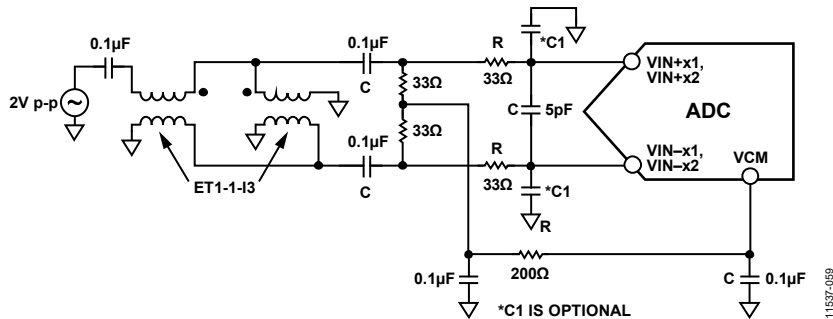 0.1µF
2V p-p
ET1-1-I3
0.1µF
C
33Ω
33Ω
0.1µF
C
R
33Ω
*C1
C 5pF
R
33Ω
*C1
R
VIN+x1,
VIN+x2
ADC
VIN–x1,
VIN–x2
VCM
0.1µF
200Ω
C 0.1µF
*C1 IS OPTIONAL
11537-059